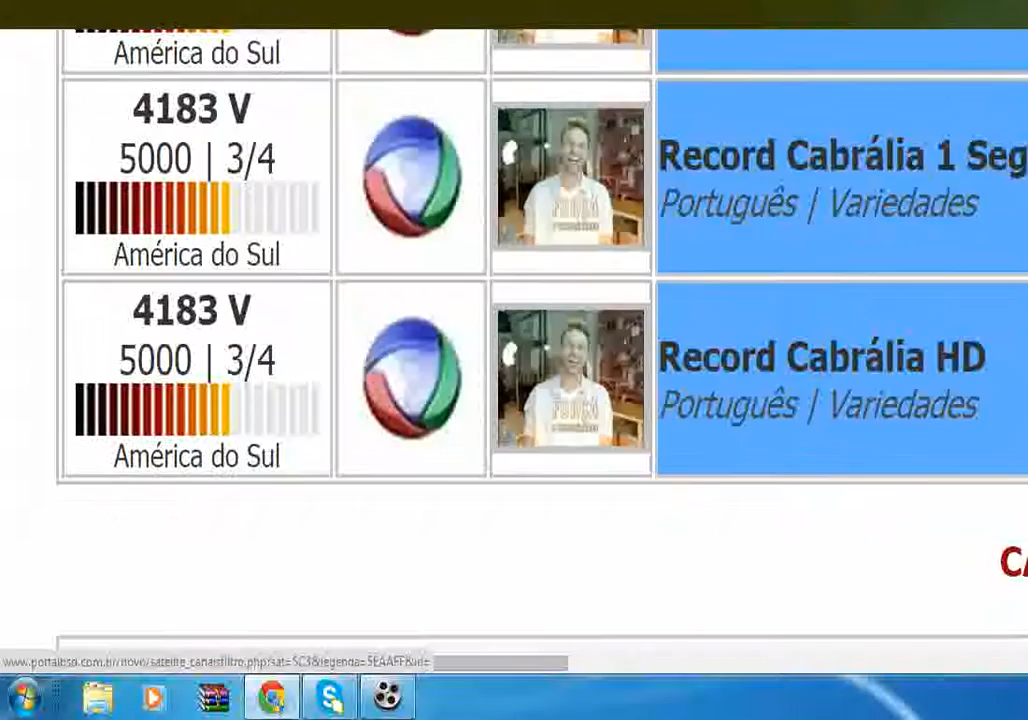 América do Sul
4183 V
5000 | 3/4
América do Sul
Record Cabrália 1 Seg
Português / Variedades
4183 V
5000 | 3/4
América do Sul
Record Cabrália HD
Português / Variedades
CA